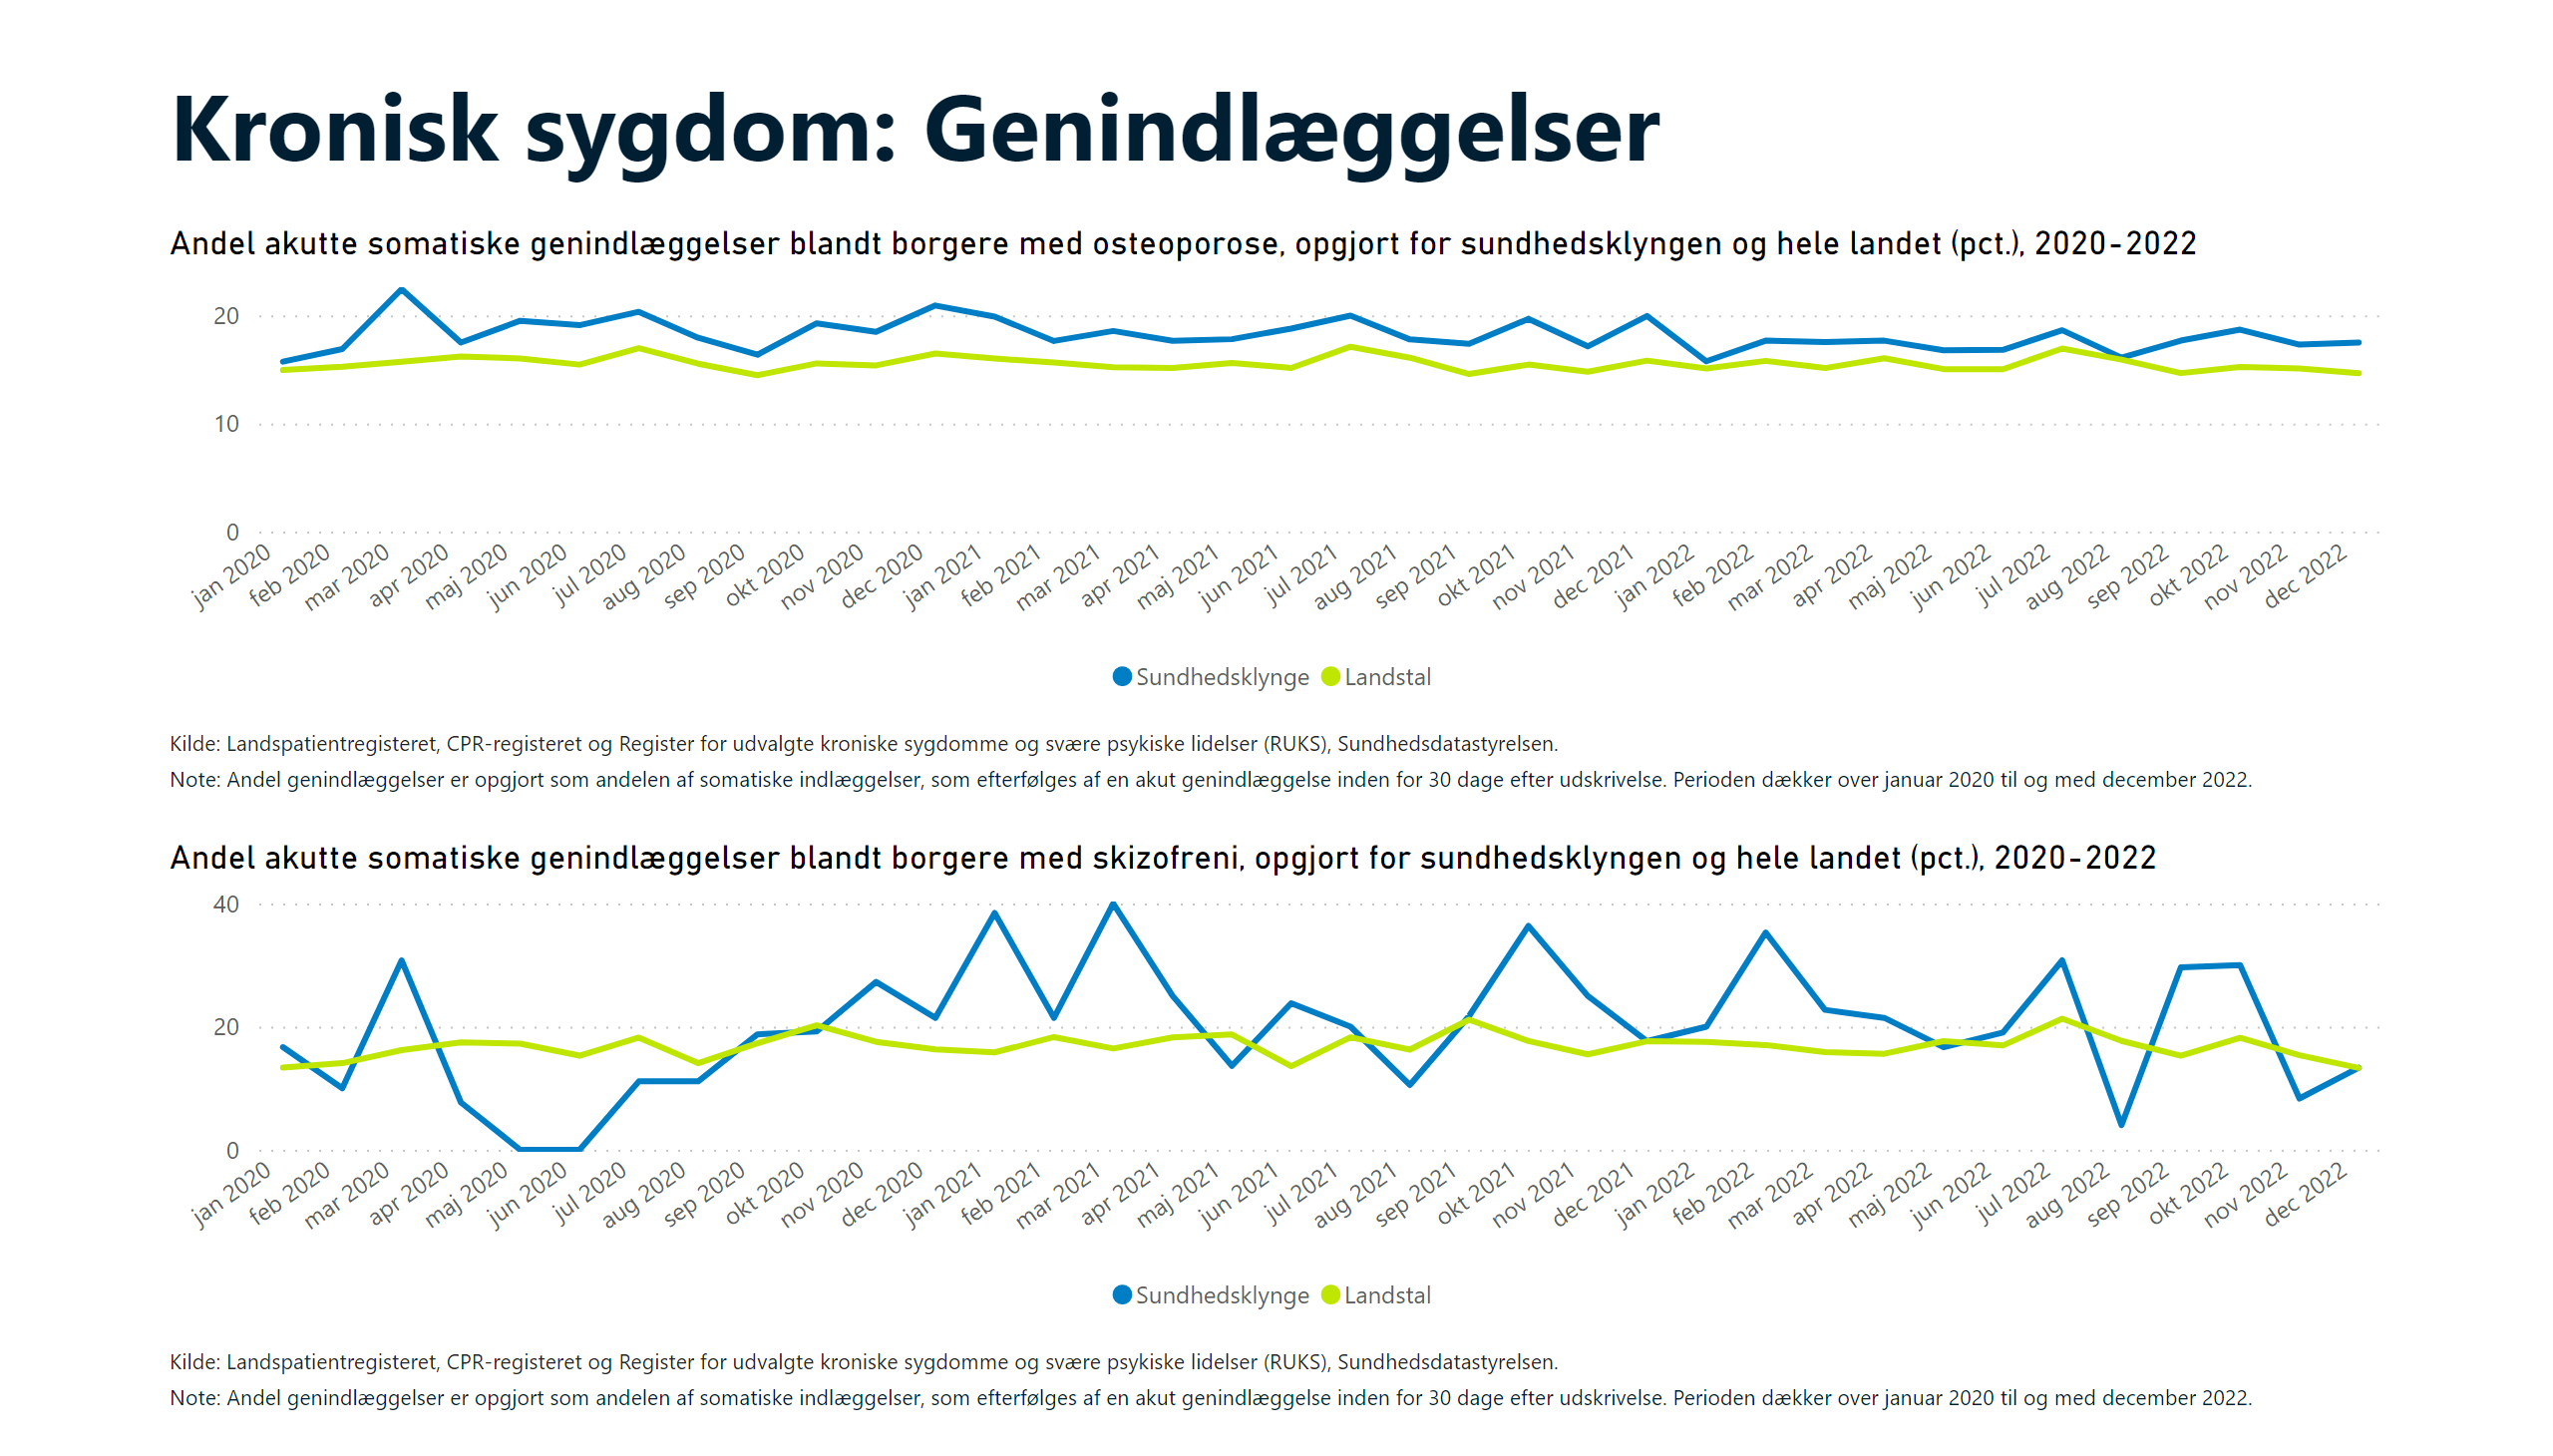 Kronisk sygdom: Genindlæggelser
Andel akutte somatiske genindlæggelser blandt borgere med osteoporose, opgjort for sundhedsklyngen og hele landet (pct.), 2020-2022
20
10
0
jan 2020 feb 2020 mar 2020 apr 2020 maj 2020 jun 2020 jul 2020 aug 2020 sep 2020 okt 2020 nov 2020 dec 2020 jan 2021 feb 2021 mar 2021 apr 2021 maj 2021 jun 2021 jul 2021 aug 2021 sep 2021 okt 2021 nov 2021 dec 2021 jan 2022 feb 2022 mar 2022 apr 2022 maj 2022 jun 2022 jul 2022 aug 2022 sep 2022 okt 2022 nov 2022 dec 2022
Sundhedsklynge Landstal
Kilde: Landspatientregisteret, CPR-registeret og Register for udvalgte kroniske sygdomme og svære psykiske lidelser (RUKS), Sundhedsdatastyrelsen.
Note: Andel genindlæggelser er opgjort som andelen af somatiske indlæggelser, som efterfølges af en akut genindlæggelse inden for 30 dage efter udskrivelse. Perioden dækker over januar 2020 til og med december 2022.
Andel akutte somatiske genindlæggelser blandt borgere med skizofreni, opgjort for sundhedsklyngen og hele landet (pct.), 2020-2022
40
20
0
jan 2020 feb 2020 mar 2020 apr 2020 maj 2020 jun 2020 jul 2020 aug 2020 sep 2020 okt 2020 nov 2020 dec 2020 jan 2021 feb 2021 mar 2021 apr 2021 maj 2021 jun 2021 jul 2021 aug 2021 sep 2021 okt 2021 nov 2021 dec 2021 jan 2022 feb 2022 mar 2022 apr 2022 maj 2022 jun 2022 jul 2022 aug 2022 sep 2022 okt 2022 nov 2022 dec 2022
Sundhedsklynge Landstal
Kilde: Landspatientregisteret, CPR-registeret og Register for udvalgte kroniske sygdomme og svære psykiske lidelser (RUKS), Sundhedsdatastyrelsen.
Note: Andel genindlæggelser er opgjort som andelen af somatiske indlæggelser, som efterfølges af en akut genindlæggelse inden for 30 dage efter udskrivelse. Perioden dækker over januar 2020 til og med december 2022.